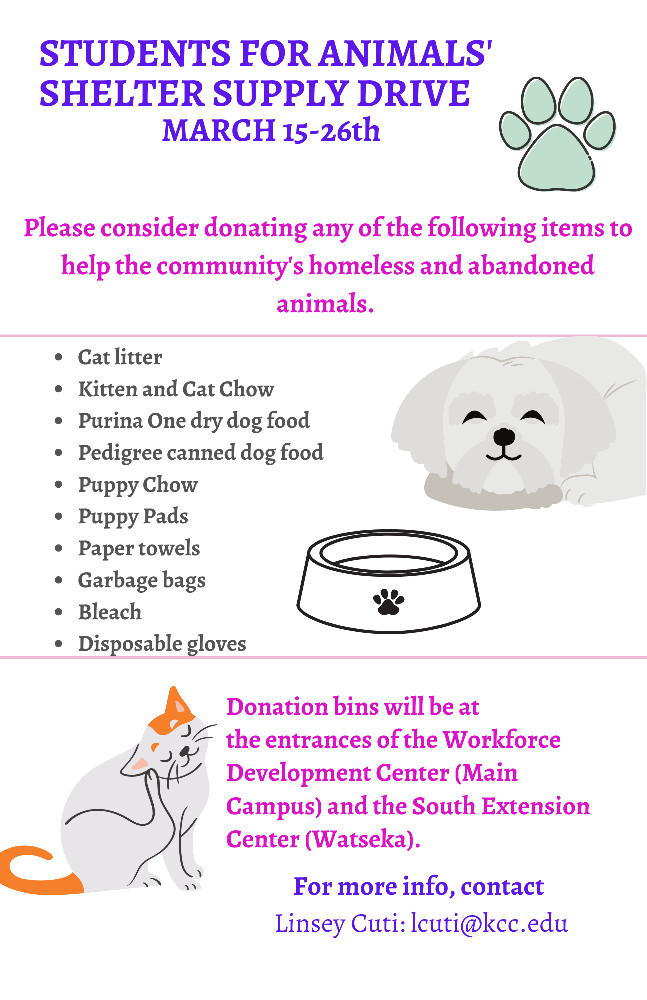 STUDENTS FOR ANIMALS'
SHELTER SUPPLY DRIVE
MARCH 15-26th
Please consider donating any of the following items to
help the community's homeless and abandoned
animals.
• Cat litter
• Kitten and Cat Chow
• Purina One dry dog food
• Pedigree canned dog food
• Puppy Chow
• Puppy Pads
• Paper towels
• Garbage bags
• Bleach
• Disposable gloves
Donation bins will be at
the entrances of the Workforce
Development Center (Main
Campus) and the South Extension
Center (Watseka).
For more info, contact
Linsey Cuti: lcuti@kcc.edu